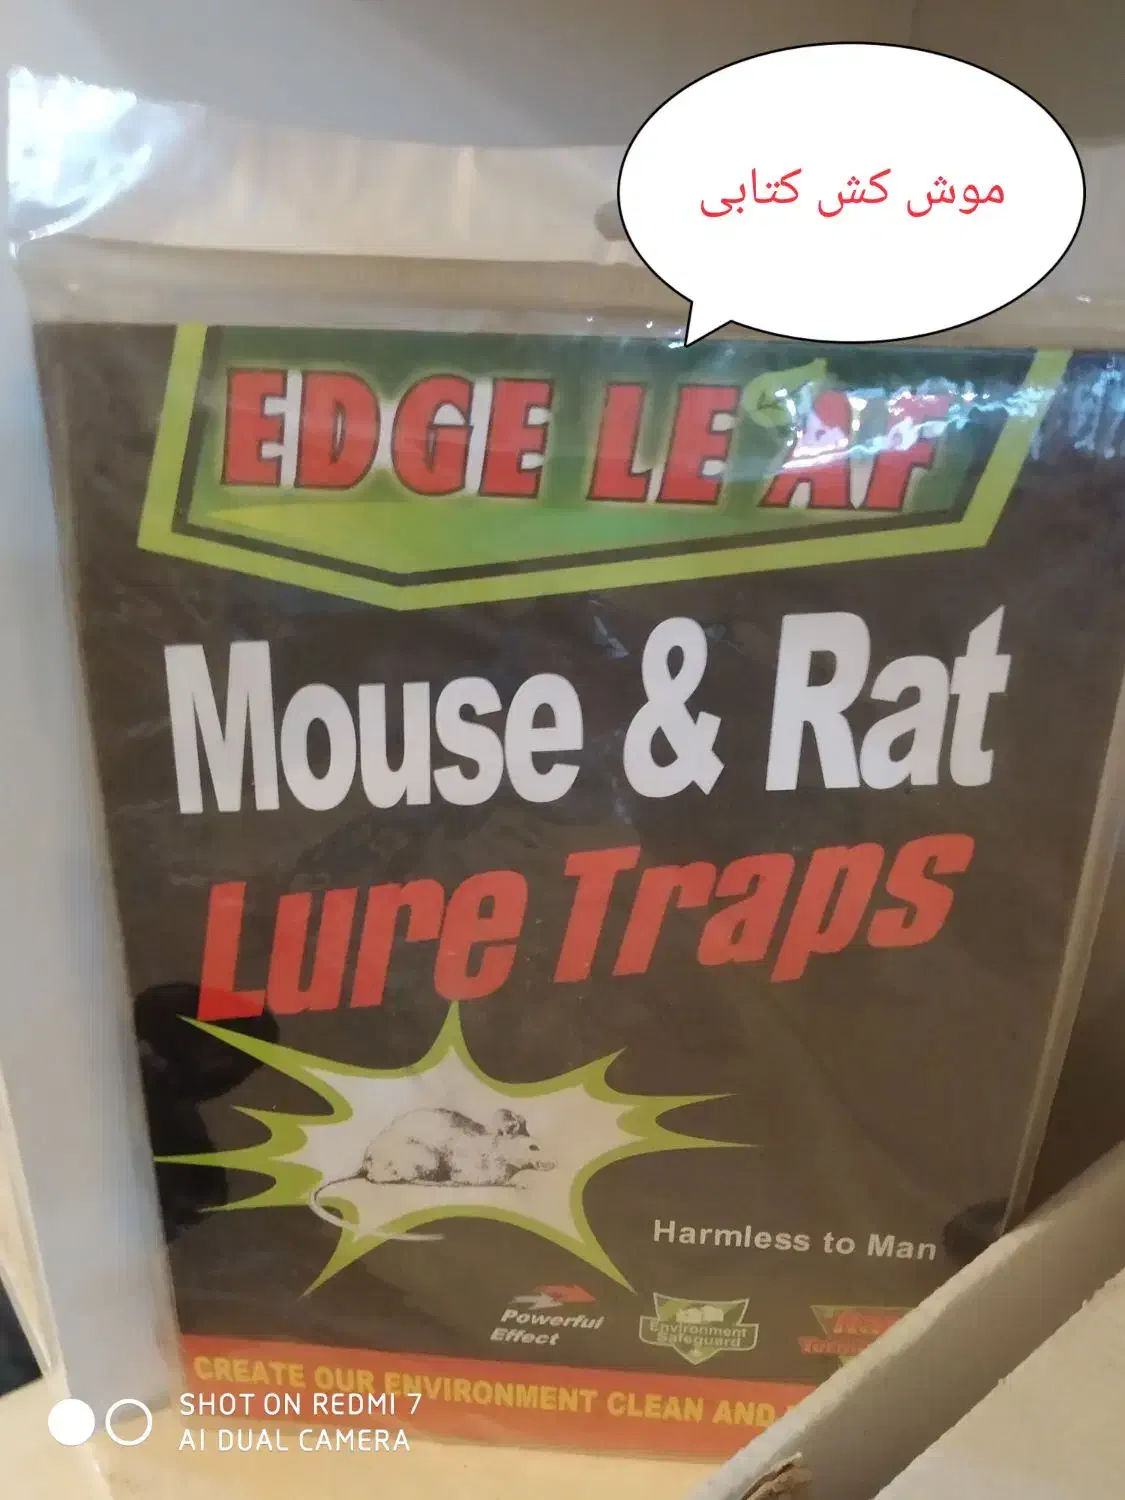 موش کش کتابی
EDGE LEAF
Mouse & Rat
Lure Traps
Harmless to Man
Powerful
Effect
Environment
Safeguard
CREATE OUR ENVIRONMENT CLEAN AND
SHOT ON REDMI 7
AI DUAL CAMERA